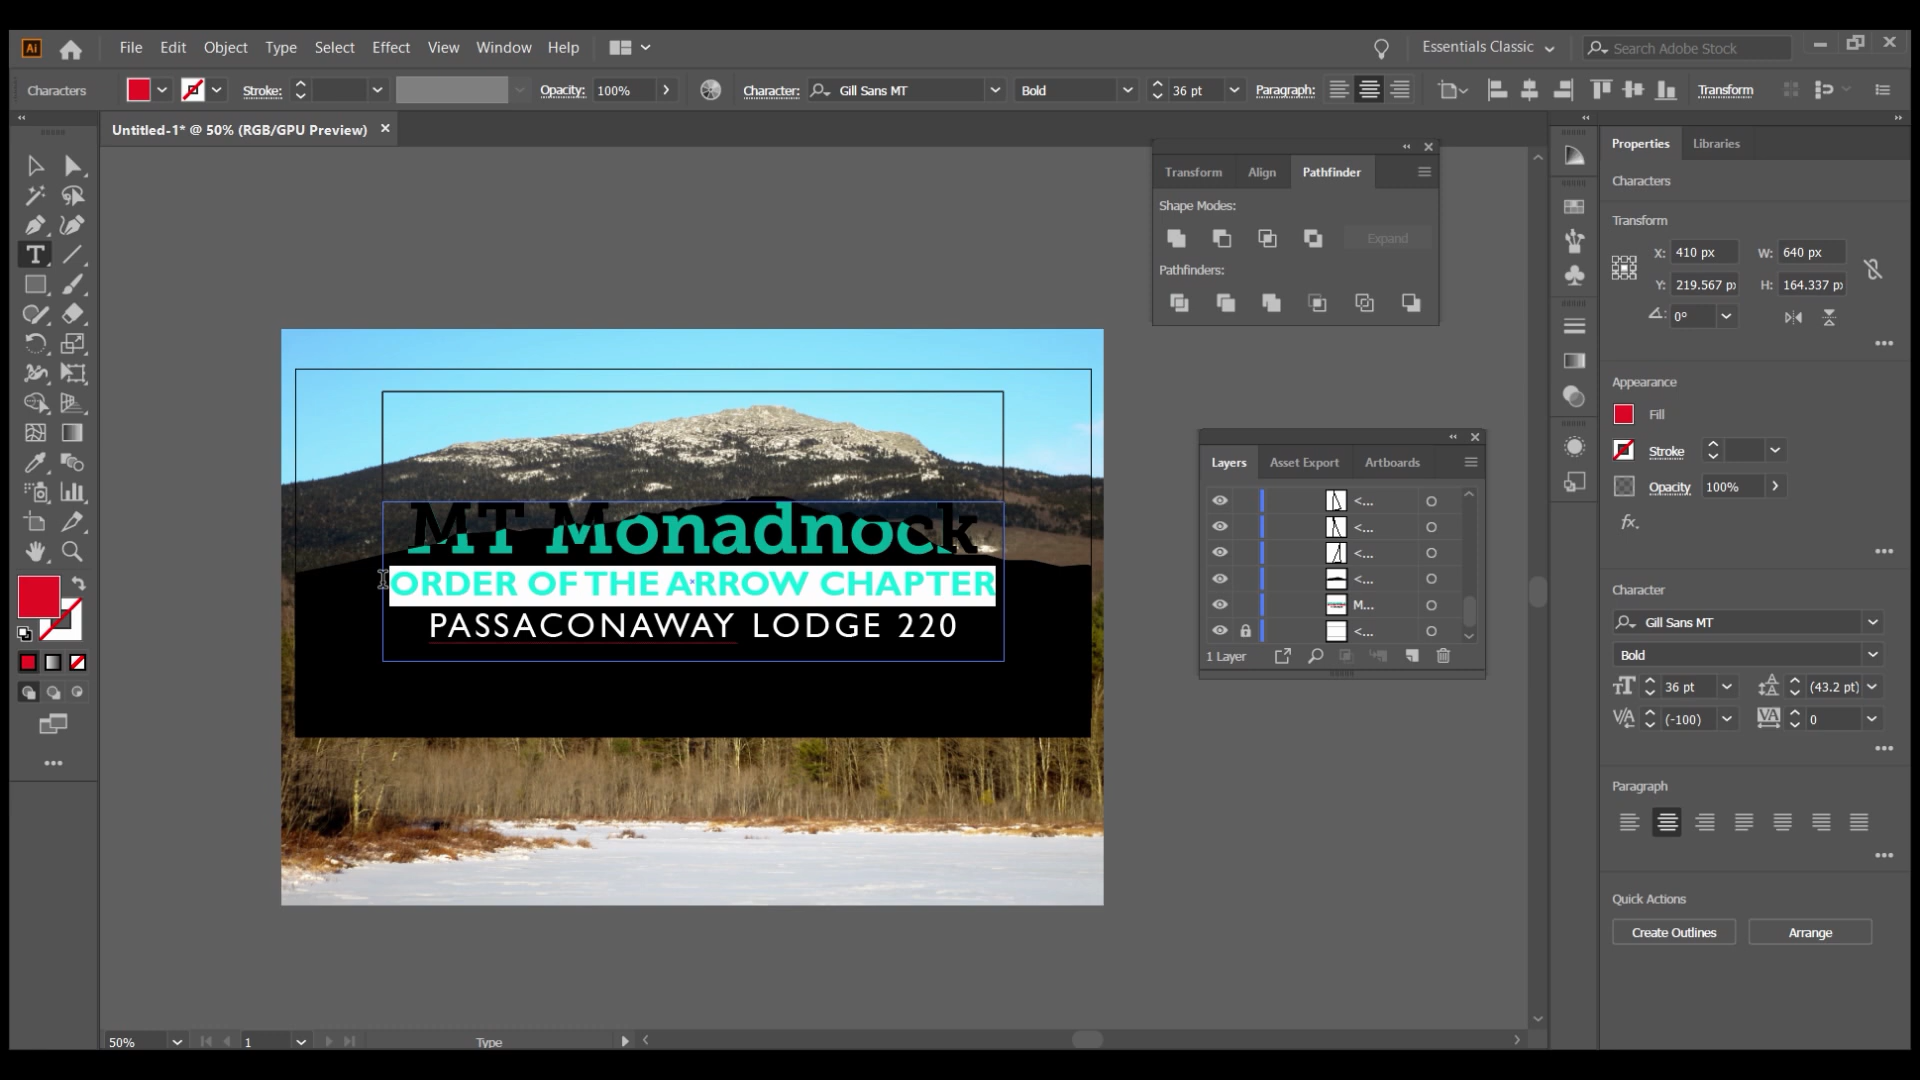 Ai File Edit Object Type Select Effect View Window Help Essentials Classic Search Adobe Stock
Characters Stroke: Opacity: 100% Character: Gill Sans MT Bold 36 pt Paragraph: Transform
Untitled-1* @ 50% (RGB/GPU Preview)
Transform Align Pathfinder
Shape Modes:
Expand
Pathfinders:
MT Monadnock
ORDER OF THE ARROW CHAPTER
PASSACONAWAY LODGE 220
Layers Asset Export Artboards
<...
<...
<...
<...
M...
<...
1 Layer
Properties Libraries
Characters
Transform
X: 410 px W: 640 px
Y: 219.567 px H: 164.337 px
0°
Appearance
Fill
Stroke
Opacity 100%
fx.
Character
Gill Sans MT
Bold
36 pt (43.2 pt)
(-100) 0
Paragraph
Quick Actions
Create Outlines Arrange
50% 1 Type